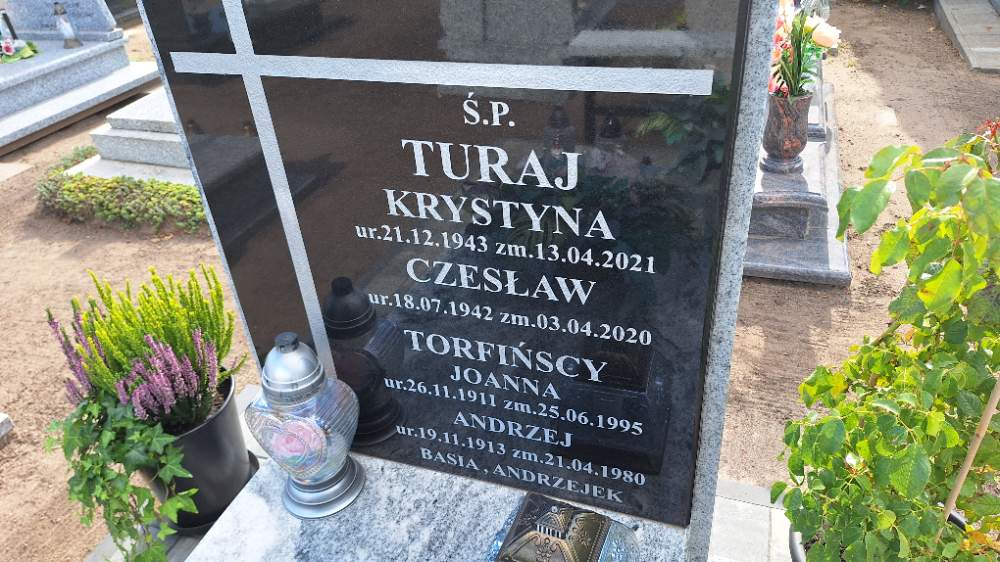 Ś.P.
TURAJ
KRYSTYNA
ur.21.12.1943 zm.13.04.2021
CZESŁAW
ur.18.07.1942 zm.03.04.2020
TORFIŃSCY
JOANNA
ur.26.11.1911 zm.25.06.1995
ANDRZEJ
ur.19.11.1913 zm.21.04.1980
BASIA, ANDRZEJEK